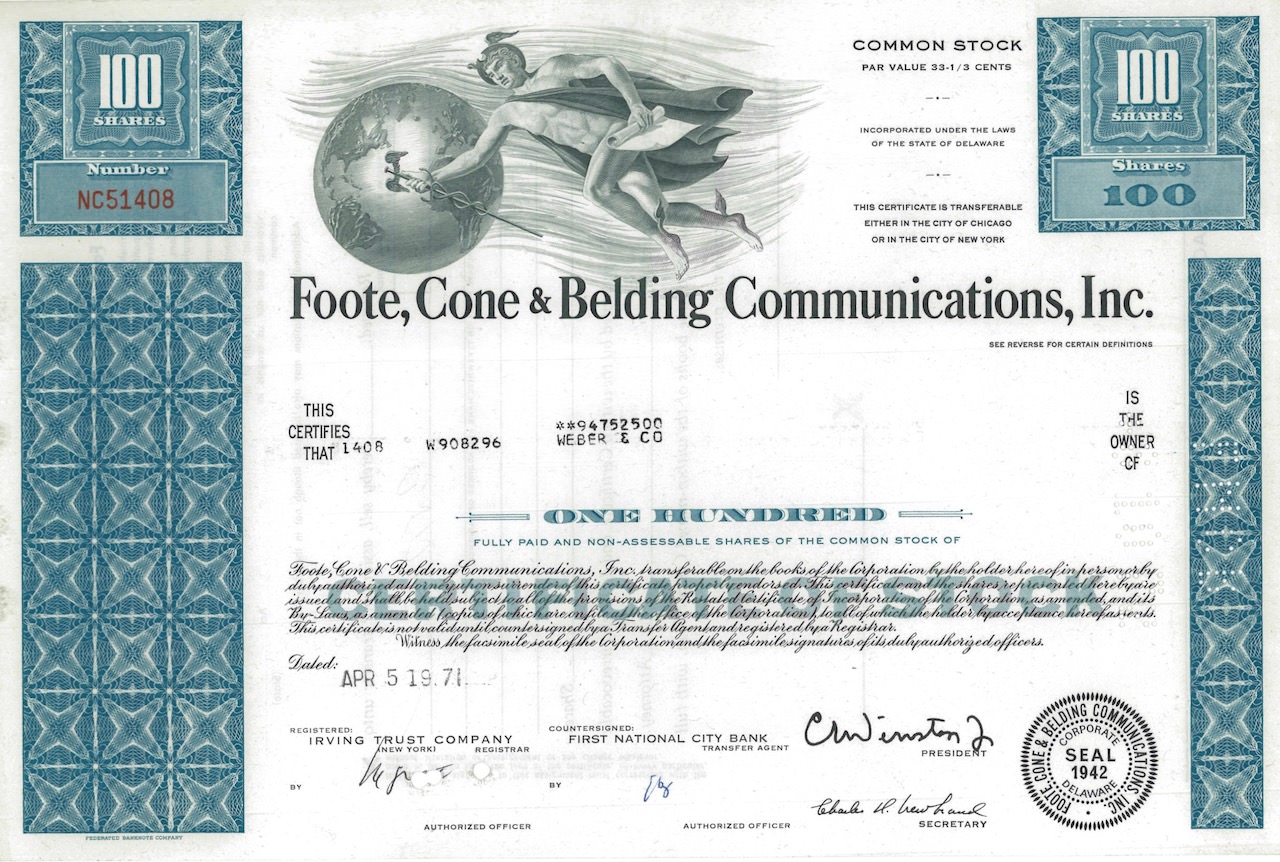 100
SHARES
Number
NC51408
COMMON STOCK
PAR VALUE 33-1/3 CENTS
INCORPORATED UNDER THE LAWS
OF THE STATE OF DELAWARE
THIS CERTIFICATE IS TRANSFERABLE
EITHER IN THE CITY OF CHICAGO
OR IN THE CITY OF NEW YORK
100
SHARES
Shares
100
Foote, Cone & Belding Communications, Inc.
SEE REVERSE FOR CERTAIN DEFINITIONS
THIS
CERTIFIES
THAT 1408 W908296
**94752500
WEBER & CO
IS
THE
OWNER
OF
ONE HUNDRED
FULLY PAID AND NON-ASSESSABLE SHARES OF THE COMMON STOCK OF
Foote, Cone & Belding Communications, Inc., transferable on the books of the Corporation by the holder hereof in person or by
duly authorized attorney upon surrender of this certificate properly endorsed. This certificate and the shares represented hereby are
issued and shall be held subject to all of the provisions of the Restated Certificate of Incorporation of the Corporation, as amended, and its
By-Laws, as amended (copies of which are on file at the office of the Corporation), to all of which the holder, by acceptance hereof assents.
This certificate is not valid until countersigned by a Transfer Agent and registered by a Registrar.
Witness, the facsimile seal of the Corporation and the facsimile signatures of its duly authorized officers.
Dated:
APR 5 19.71
REGISTERED:
IRVING TRUST COMPANY
(NEW YORK) REGISTRAR
BY
AUTHORIZED OFFICER
COUNTERSIGNED:
FIRST NATIONAL CITY BANK
TRANSFER AGENT
BY
AUTHORIZED OFFICER
C Winston Jr
PRESIDENT
Charles H. Newland
SECRETARY
FOOTE CONE & BELDING COMMUNICATIONS, INC.
CORPORATE
SEAL
1942
DELAWARE
FEDERATED BANKNOTE COMPANY